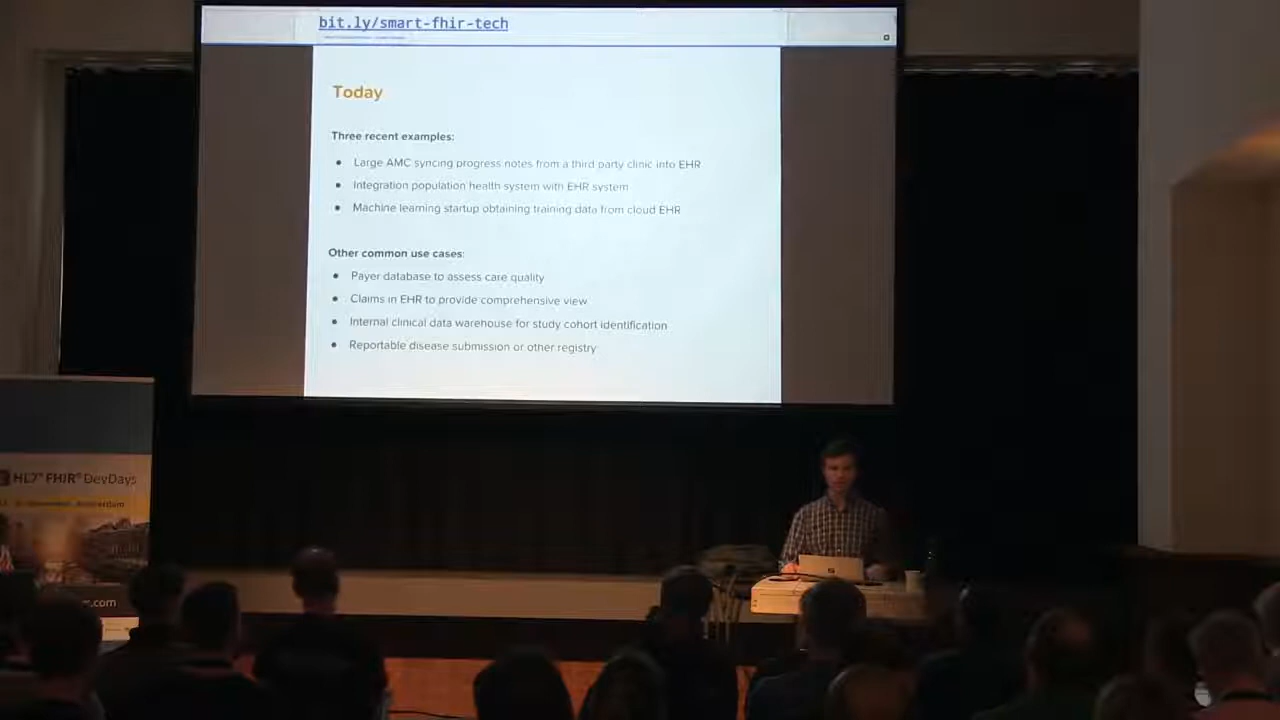 bit.ly/smart-fhir-tech
Today
Three recent examples:
• Large AMC syncing progress notes from a third party clinic into EHR
• Integration population health system with EHR system
• Machine learning startup obtaining training data from cloud EHR
Other common use cases:
• Payer database to assess care quality
• Claims in EHR to provide comprehensive view
• Internal clinical data warehouse for study cohort identification
• Reportable disease submission or other registry
HL7® FHIR® DevDays
.com